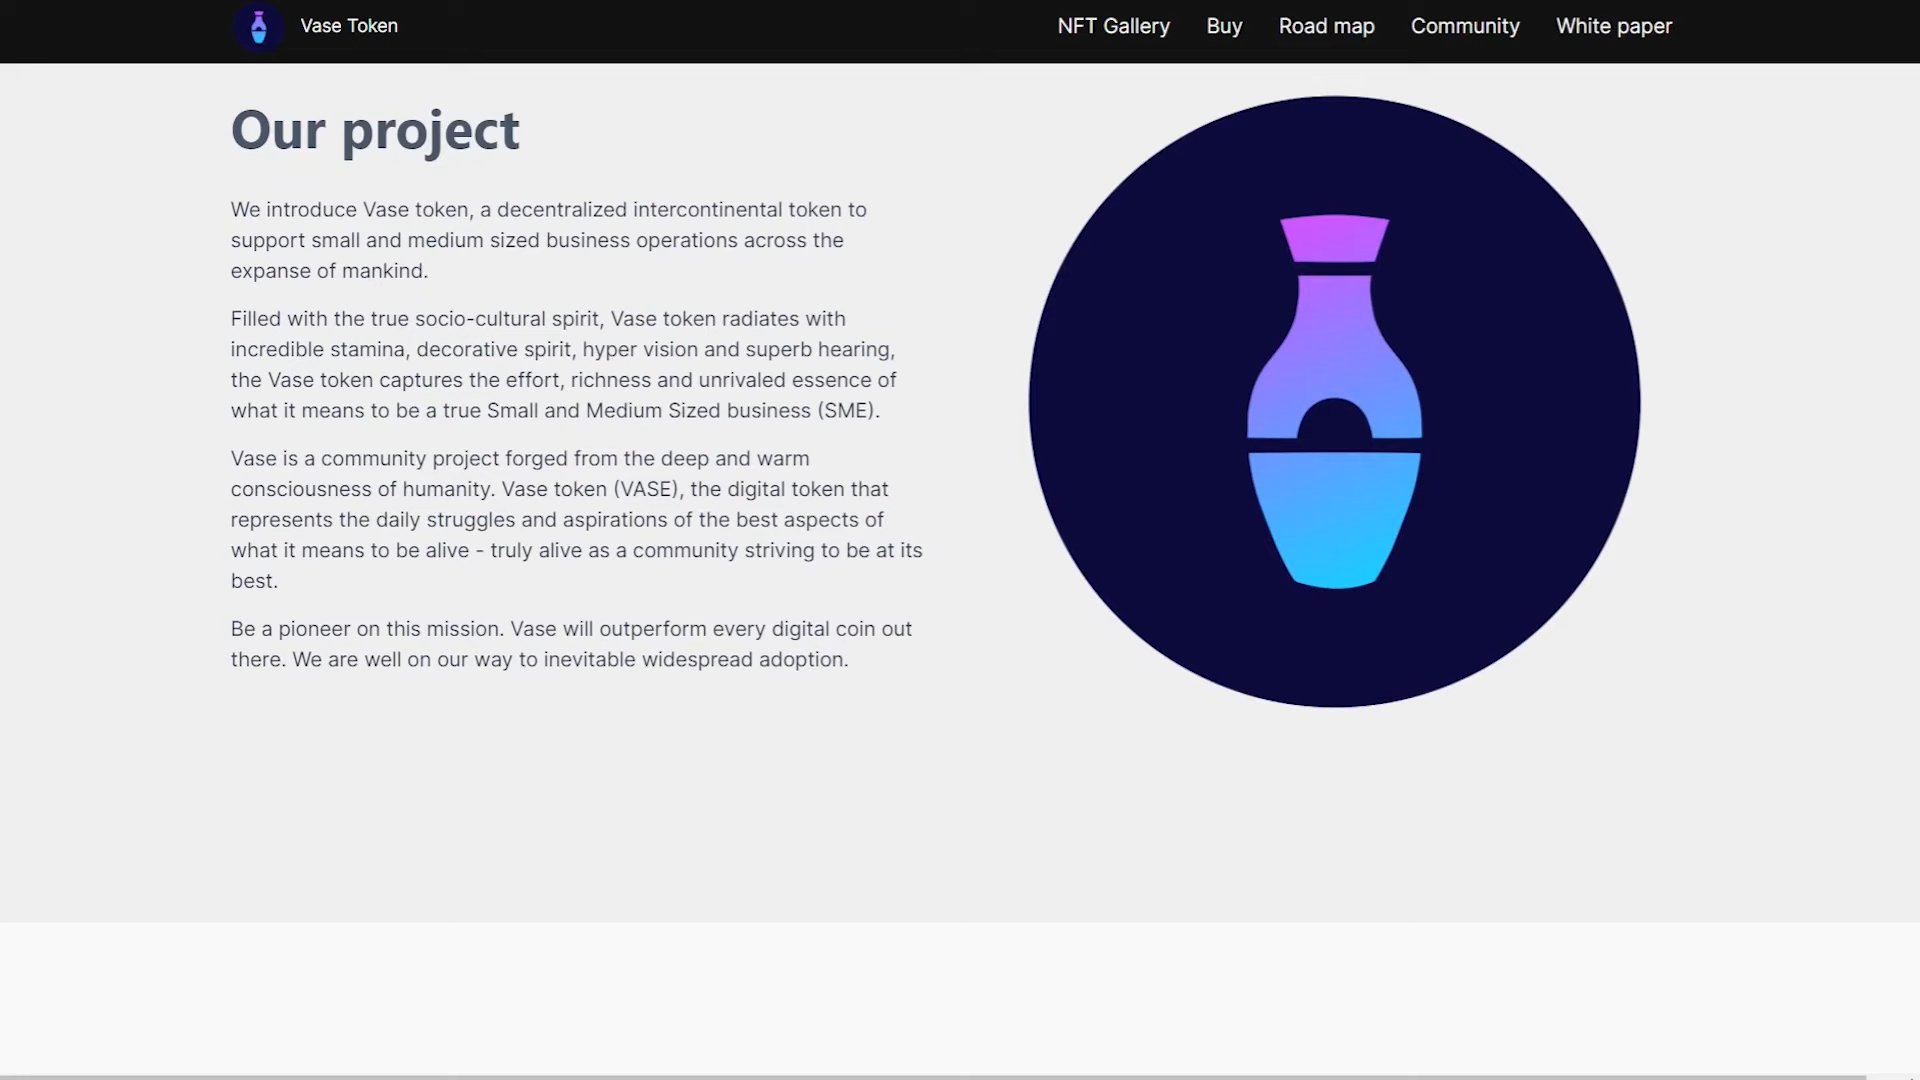 Vase Token
NFT Gallery
Buy
Road map
Community
White paper
Our project
We introduce Vase token, a decentralized intercontinental token to
support small and medium sized business operations across the
expanse of mankind.
Filled with the true socio-cultural spirit, Vase token radiates with
incredible stamina, decorative spirit, hyper vision and superb hearing,
the Vase token captures the effort, richness and unrivaled essence of
what it means to be a true Small and Medium Sized business (SME).
Vase is a community project forged from the deep and warm
consciousness of humanity. Vase token (VASE), the digital token that
represents the daily struggles and aspirations of the best aspects of
what it means to be alive - truly alive as a community striving to be at its
best.
Be a pioneer on this mission. Vase will outperform every digital coin out
there. We are well on our way to inevitable widespread adoption.